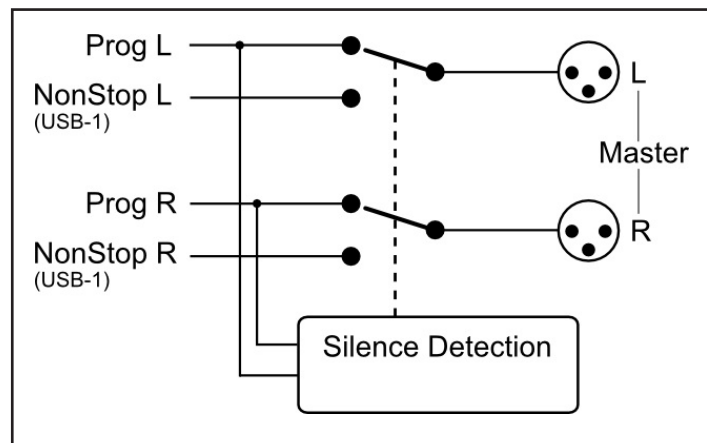 Prog L
L
NonStop L
(USB-1)
Master
Prog R
R
NonStop R
(USB-1)
Silence Detection